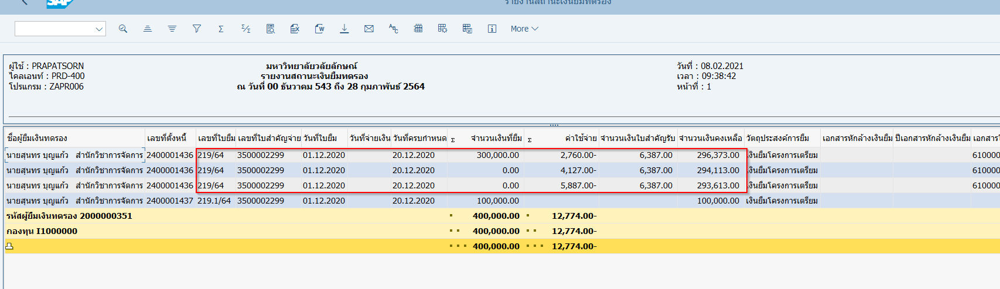 SAP
รายงานสถานะเงินยืมทดรอง
More
ผู้ใช้ : PRAPATSORN มหาวิทยาลัยวลัยลักษณ์ วันที่ : 08.02.2021
ไคลเอนท์ : PRD-400 รายงานสถานะเงินยืมทดรอง เวลา : 09:38:42
โปรแกรม : ZAPR006 ณ วันที่ 00 ธันวาคม 543 ถึง 28 กุมภาพันธ์ 2564 หน้าที่ : 1
ชื่อผู้ยืมเงินทดรอง เลขที่ตั้งหนี้ เลขที่ใบยืม เลขที่ใบสำคัญจ่าย วันที่ใบยืม วันที่จ่ายเงิน วันที่ครบกำหนด Σ จำนวนเงินที่ยืม Σ ค่าใช้จ่าย จำนวนเงินใบสำคัญรับ จำนวนเงินคงเหลือ วัตถุประสงค์การยืม เอกสารหักล้างเงินยืม ปีเอกสารหักล้างเงินยืม เอกสารใ
นายสุนทร บุญแก้ว สำนักวิชาการจัดการ 2400001436 219/64 3500002299 01.12.2020 20.12.2020 300,000.00 2,760.00- 6,387.00 296,373.00 เงินยืมโครงการเตรียม 610000
นายสุนทร บุญแก้ว สำนักวิชาการจัดการ 2400001436 219/64 3500002299 01.12.2020 20.12.2020 0.00 4,127.00- 6,387.00 294,113.00 เงินยืมโครงการเตรียม 610000
นายสุนทร บุญแก้ว สำนักวิชาการจัดการ 2400001436 219/64 3500002299 01.12.2020 20.12.2020 0.00 5,887.00- 6,387.00 293,613.00 เงินยืมโครงการเตรียม 610000
นายสุนทร บุญแก้ว สำนักวิชาการจัดการ 2400001437 219.1/64 3500002299 01.12.2020 20.12.2020 100,000.00 100,000.00 เงินยืมโครงการเตรียม
รหัสผู้ยืมเงินทดรอง 2000000351 400,000.00 12,774.00-
กองทุน I1000000 400,000.00 12,774.00-
400,000.00 12,774.00-